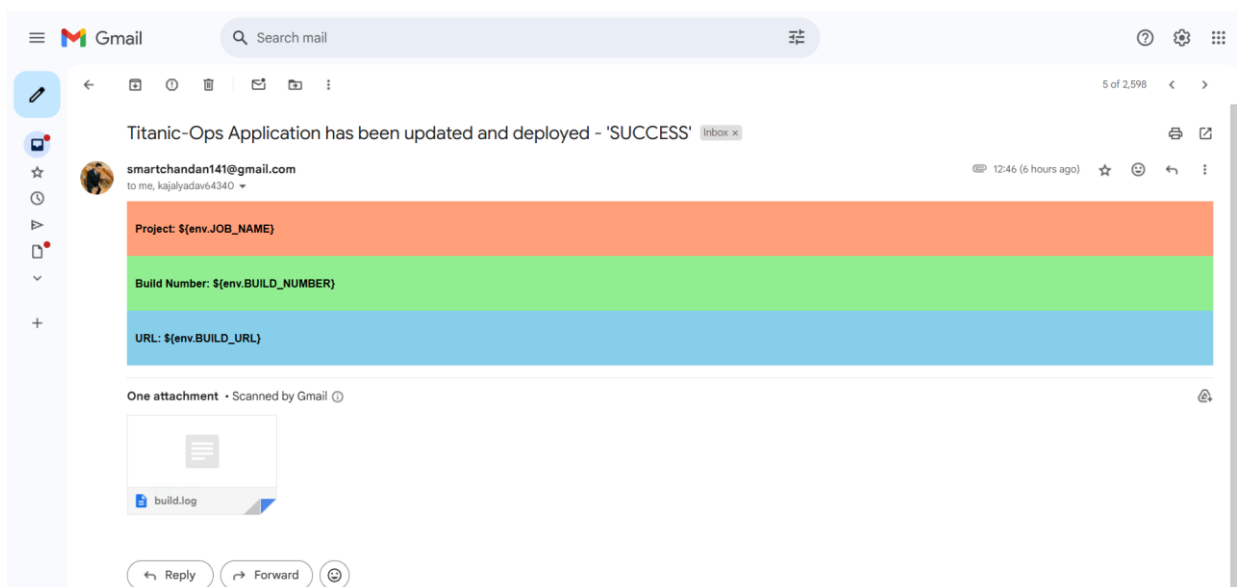 Gmail
Search mail
5 of 2,598
Titanic-Ops Application has been updated and deployed - 'SUCCESS' Inbox ×
smartchandan141@gmail.com 12:46 (6 hours ago)
to me, kajalyadav64340
Project: ${env.JOB_NAME}
Build Number: ${env.BUILD_NUMBER}
URL: ${env.BUILD_URL}
One attachment • Scanned by Gmail
build.log
Reply Forward